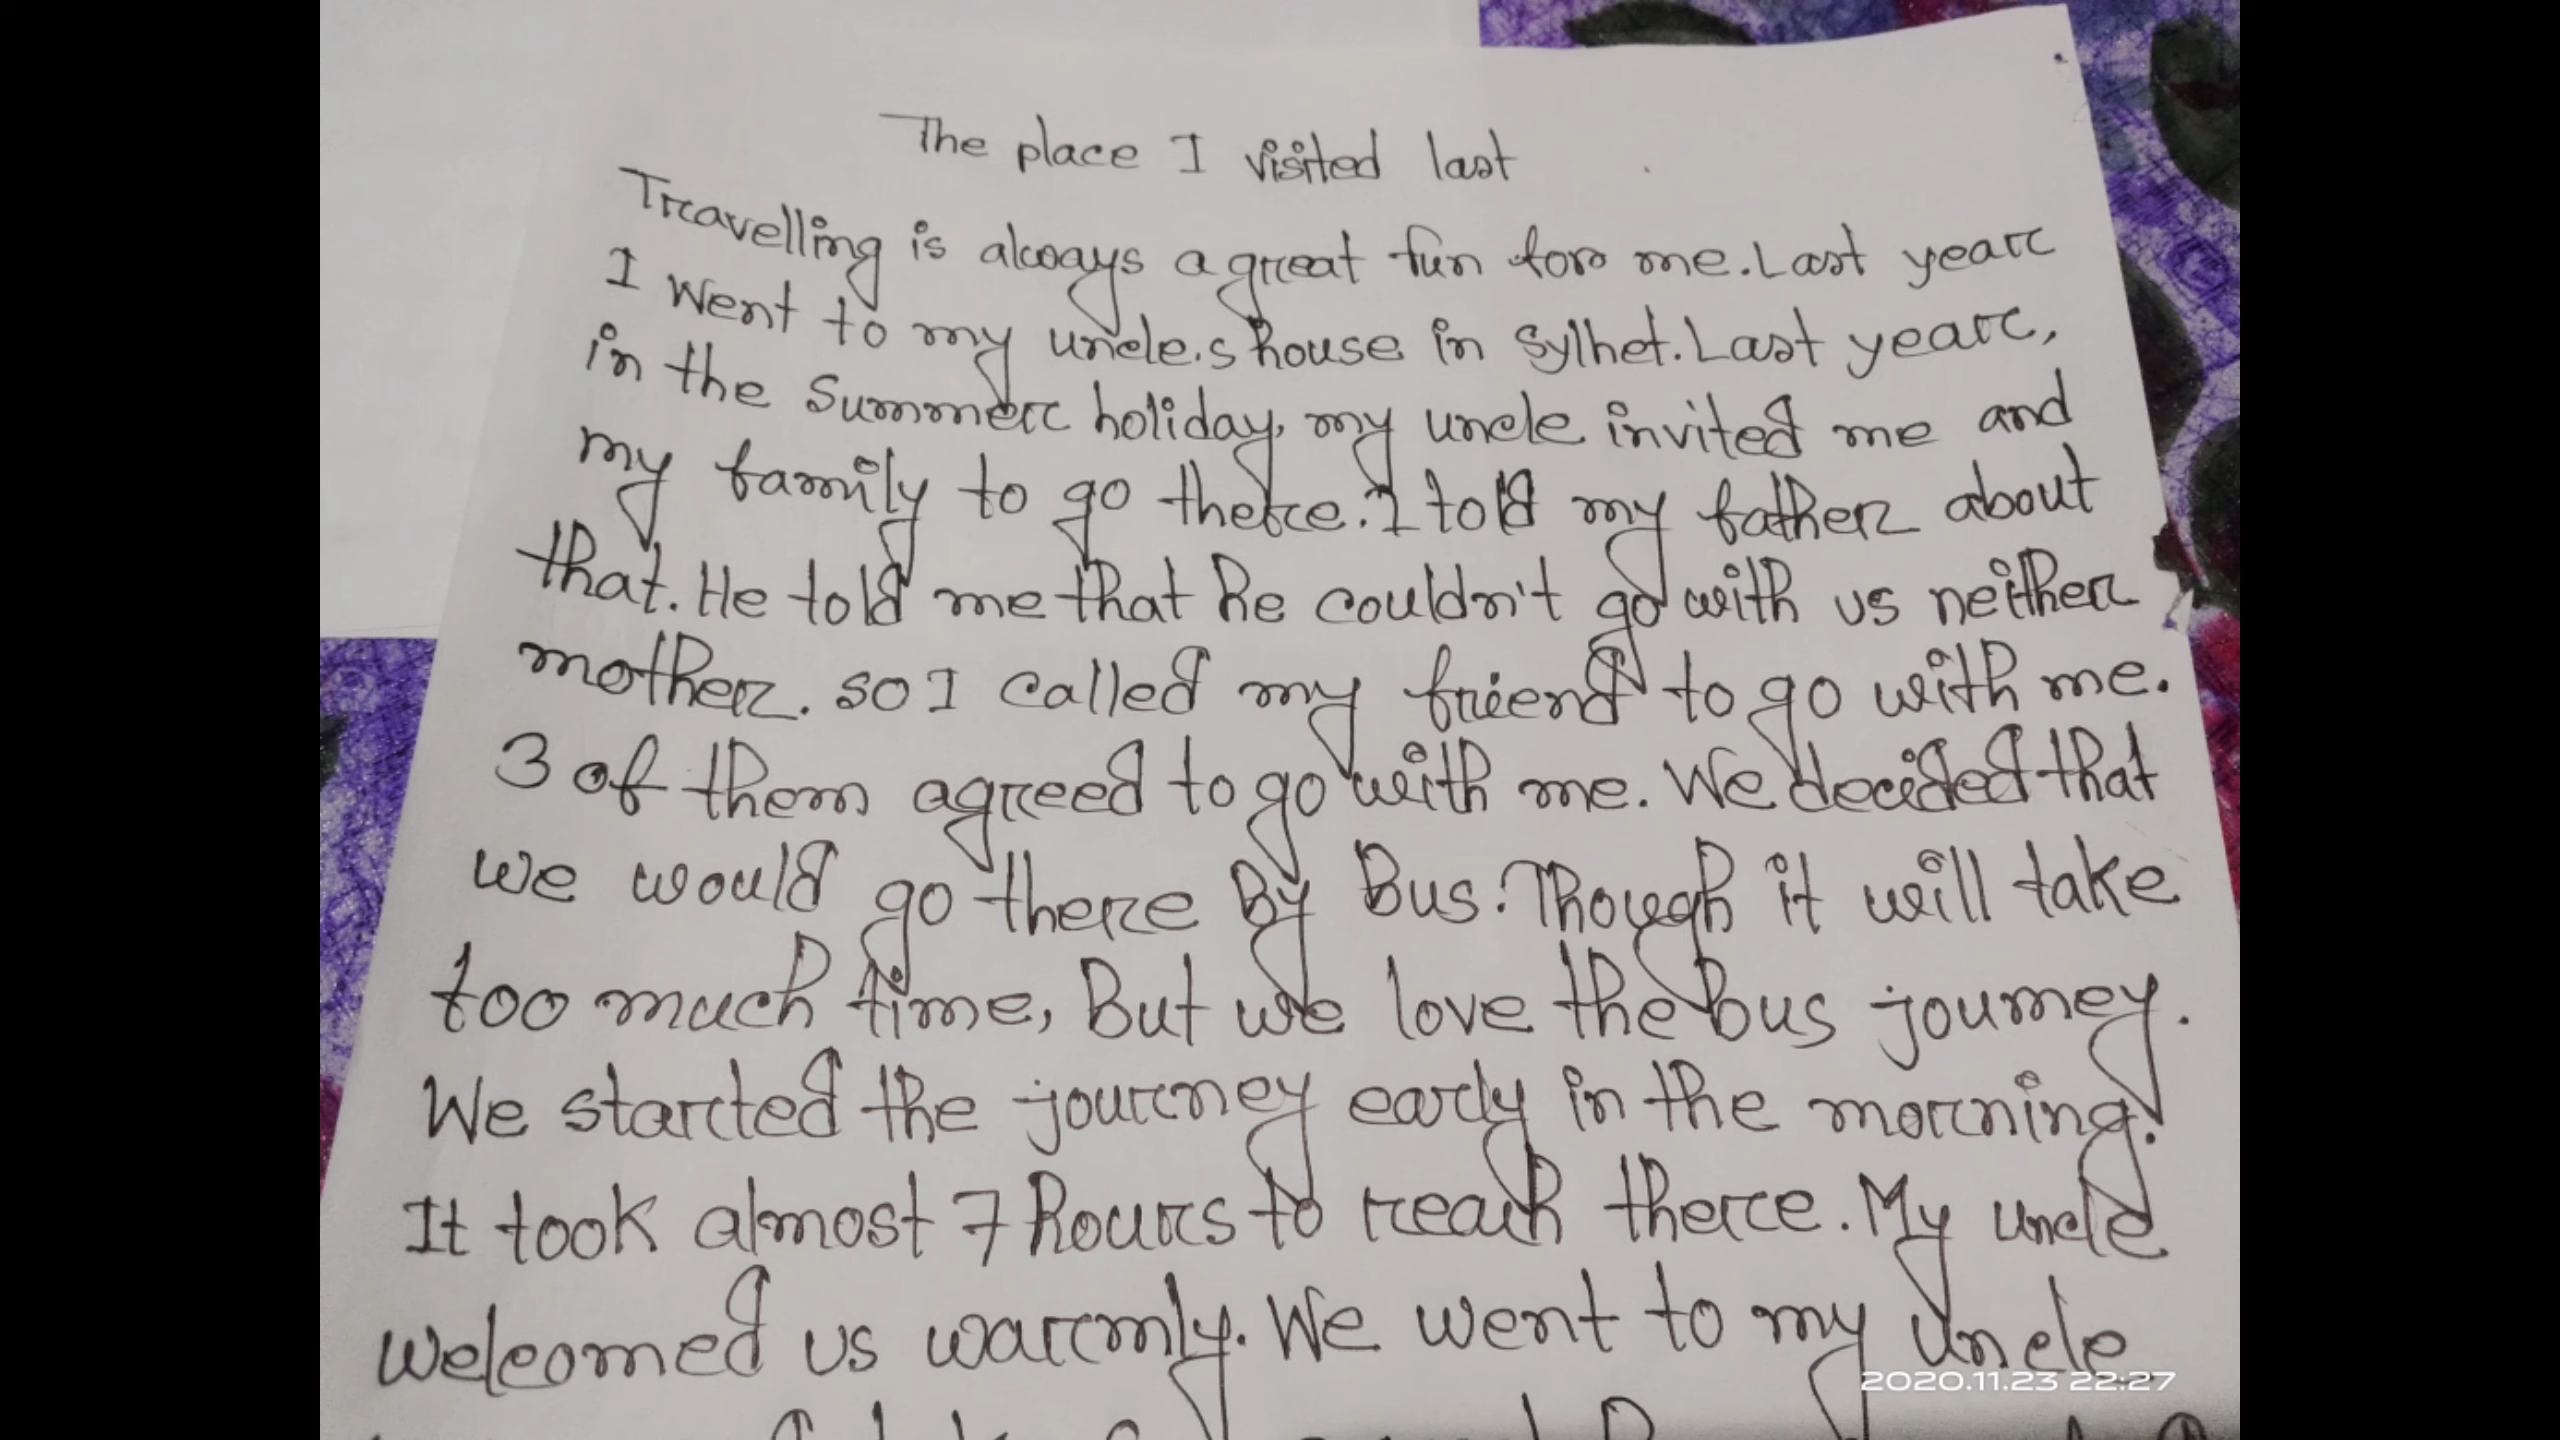 The place I visited last
Travelling is always a great fun for me. Last year
I went to my uncle.s house in Sylhet. Last year,
in the Summer holiday, my uncle invited me and
my family to go there. I told my father about
that. He told me that he couldn't go with us neither
mother. so I called my friend to go with me.
3 of them agreed to go with me. We decided that
we would go there By Bus. Though it will take
too much time, But we love the bus journey.
We started the journey early in the morning.
It took almost 7 hours to reach there. My uncle
welcomed us warmly. We went to my uncle
2020.11.23 22:27